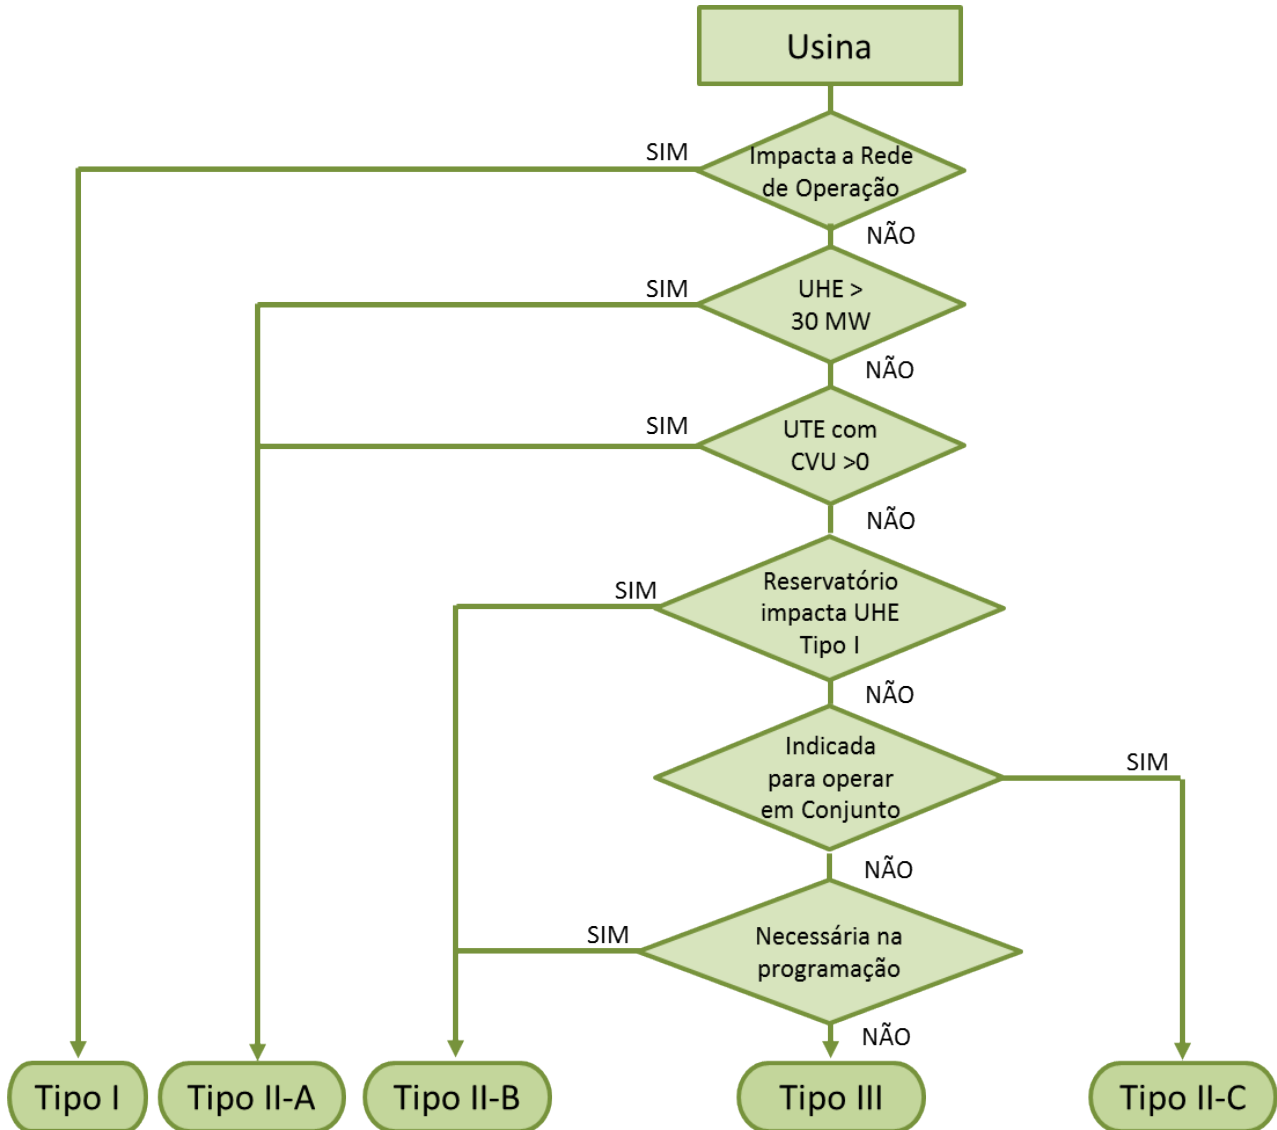 Usina
SIM
Impacta a Rede
de Operação
NÃO
SIM
UHE >
30 MW
NÃO
SIM
UTE com
CVU >0
NÃO
SIM
Reservatório
impacta UHE
Tipo I
NÃO
Indicada
para operar
em Conjunto
SIM
NÃO
SIM
Necessária na
programação
NÃO
Tipo I
Tipo II-A
Tipo II-B
Tipo III
Tipo II-C